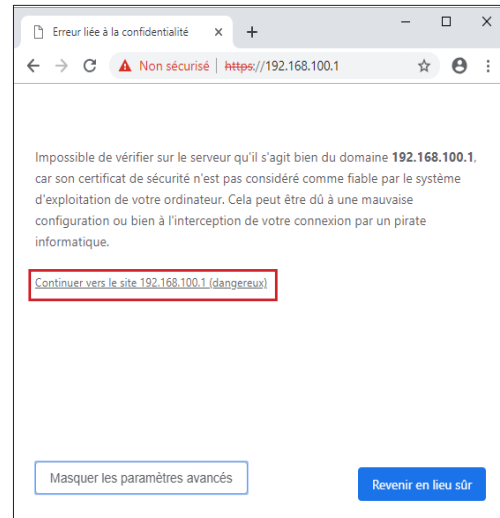 Erreur liée à la confidentialité
Non sécurisé | https://192.168.100.1
Impossible de vérifier sur le serveur qu'il s'agit bien du domaine 192.168.100.1,
car son certificat de sécurité n'est pas considéré comme fiable par le système
d'exploitation de votre ordinateur. Cela peut être dû à une mauvaise
configuration ou bien à l'interception de votre connexion par un pirate
informatique.
Continuer vers le site 192.168.100.1 (dangereux)
Masquer les paramètres avancés
Revenir en lieu sûr